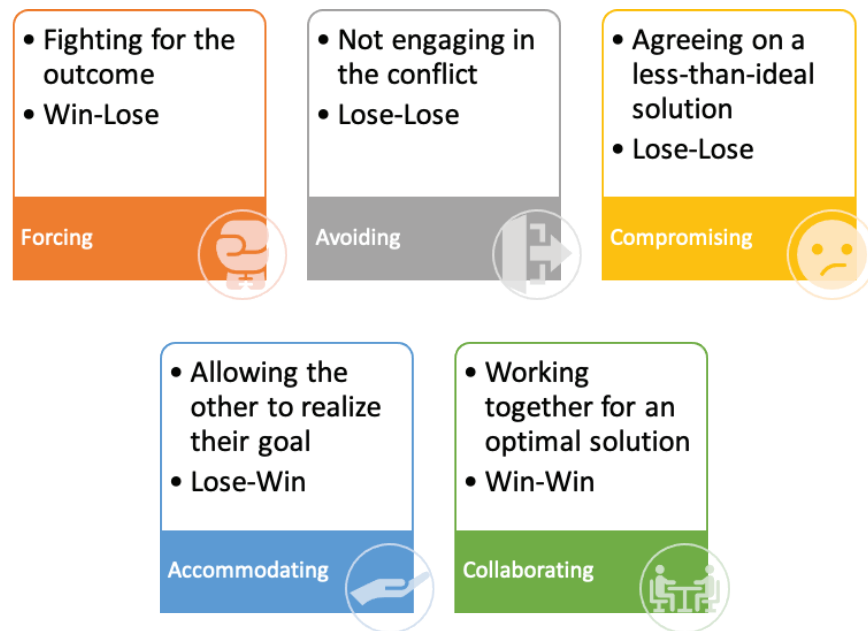 • Fighting for the
outcome
• Win-Lose
Forcing
• Not engaging in
the conflict
• Lose-Lose
Avoiding
• Agreeing on a
less-than-ideal
solution
• Lose-Lose
Compromising
• Allowing the
other to realize
their goal
• Lose-Win
Accommodating
• Working
together for an
optimal solution
• Win-Win
Collaborating